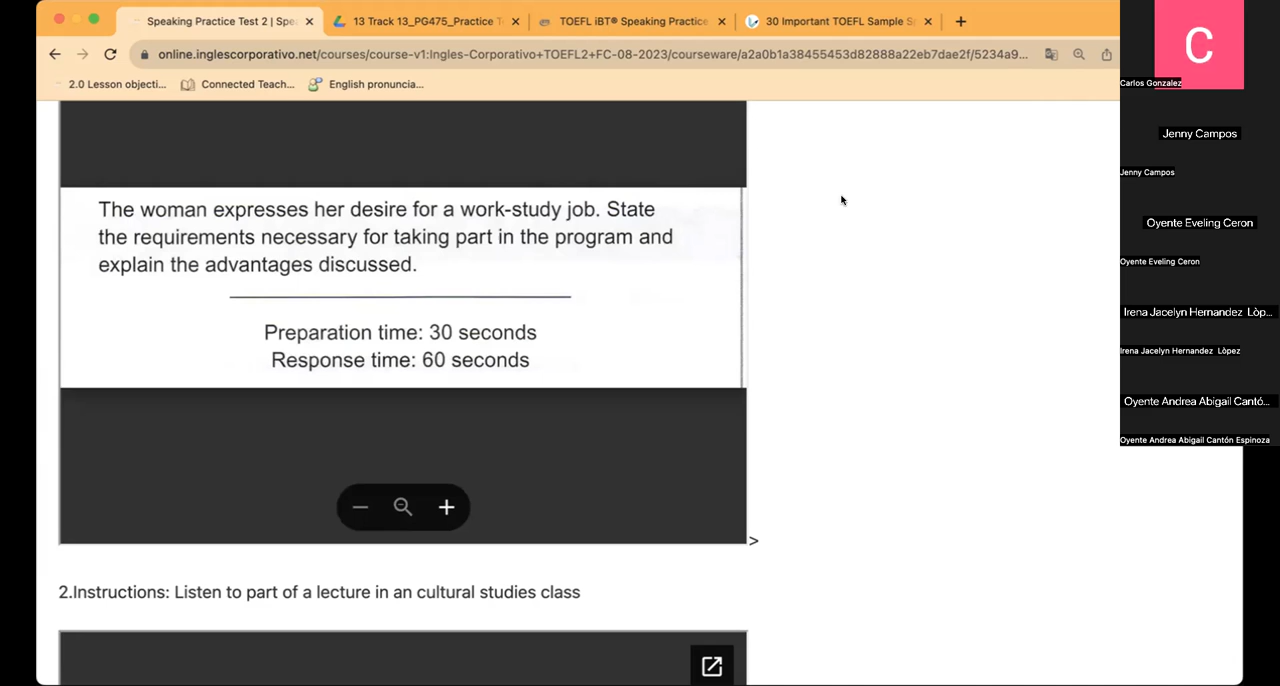 Speaking Practice Test 2 | Spe
13 Track 13_PG475_Practice T
TOEFL iBT® Speaking Practice
30 Important TOEFL Sample S
online.inglescorporativo.net/courses/course-v1:Ingles-Corporativo+TOEFL2+FC-08-2023/courseware/a2a0b1a38455453d82888a22eb7dae2f/5234a9...
2.0 Lesson objecti...
Connected Teach...
English pronuncia...
The woman expresses her desire for a work-study job. State
the requirements necessary for taking part in the program and
explain the advantages discussed.
Preparation time: 30 seconds
Response time: 60 seconds
>
2.Instructions: Listen to part of a lecture in an cultural studies class
C
Carlos Gonzalez
Jenny Campos
Jenny Campos
Oyente Eveling Ceron
Oyente Eveling Ceron
Irena Jacelyn Hernandez Lòp...
Irena Jacelyn Hernandez Lòpez
Oyente Andrea Abigail Cantó...
Oyente Andrea Abigail Cantón Espinoza